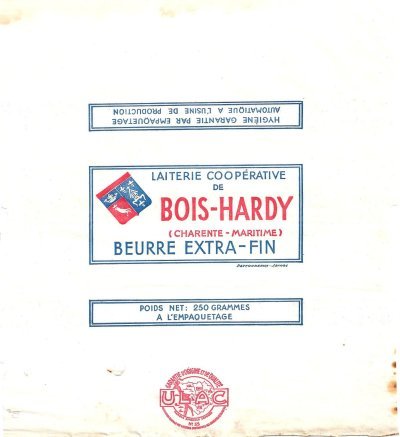 HYGIÈNE GARANTIE PAR EMPAQUETAGE
AUTOMATIQUE A L'USINE DE PRODUCTION
LAITERIE COOPÉRATIVE
DE
BOIS-HARDY
(CHARENTE-MARITIME)
BEURRE EXTRA-FIN
POIDS NET: 250 GRAMMES
A L'EMPAQUETAGE
U.L.A.C